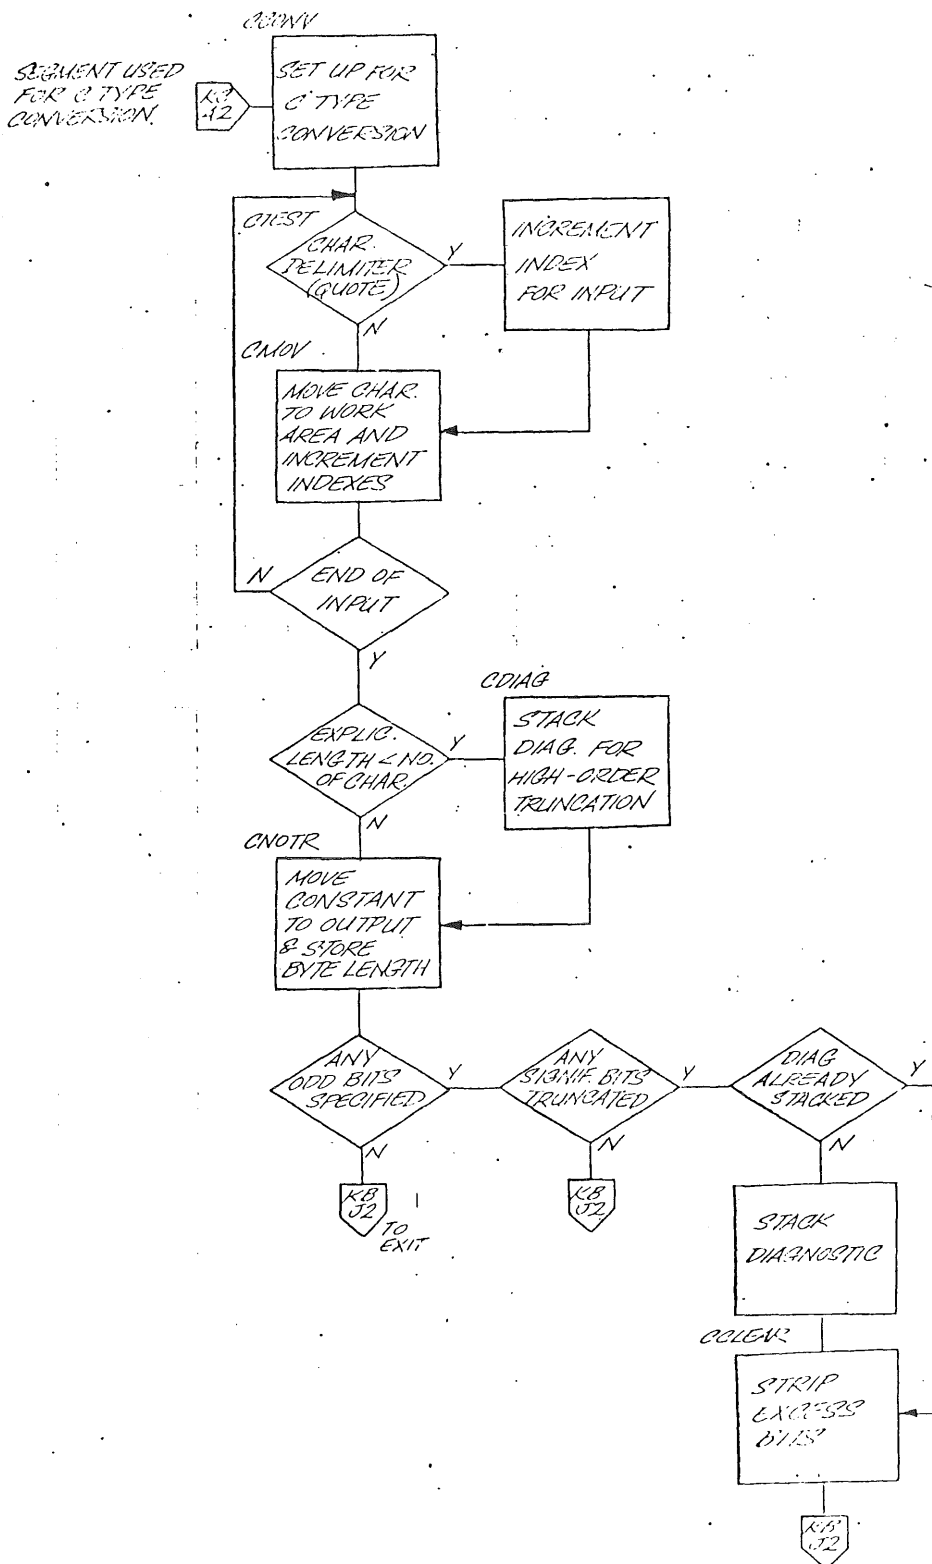 CCONV
SEGMENT USED
FOR C TYPE
CONVERSION.
A2
SET UP FOR
C TYPE
CONVERSION
CTEST
CHAR.
DELIMITER
(QUOTE)
Y
N
INCREMENT
INDEX
FOR INPUT
CMOV
MOVE CHAR.
TO WORK
AREA AND
INCREMENT
INDEXES
N
END OF
INPUT
Y
CDIAG
EXPLIC.
LENGTH < NO.
OF CHAR.
Y
N
STACK
DIAG. FOR
HIGH-ORDER
TRUNCATION
CNOTR
MOVE
CONSTANT
TO OUTPUT
& STORE
BYTE LENGTH
ANY
ODD BITS
SPECIFIED
Y
N
ANY
SIGNIF. BITS
TRUNCATED
Y
N
DIAG
ALREADY
STACKED
Y
N
KB
J2
TO
EXIT
KB
J2
STACK
DIAGNOSTIC
CCLEAR
STRIP
EXCESS
BITS
KB
J2